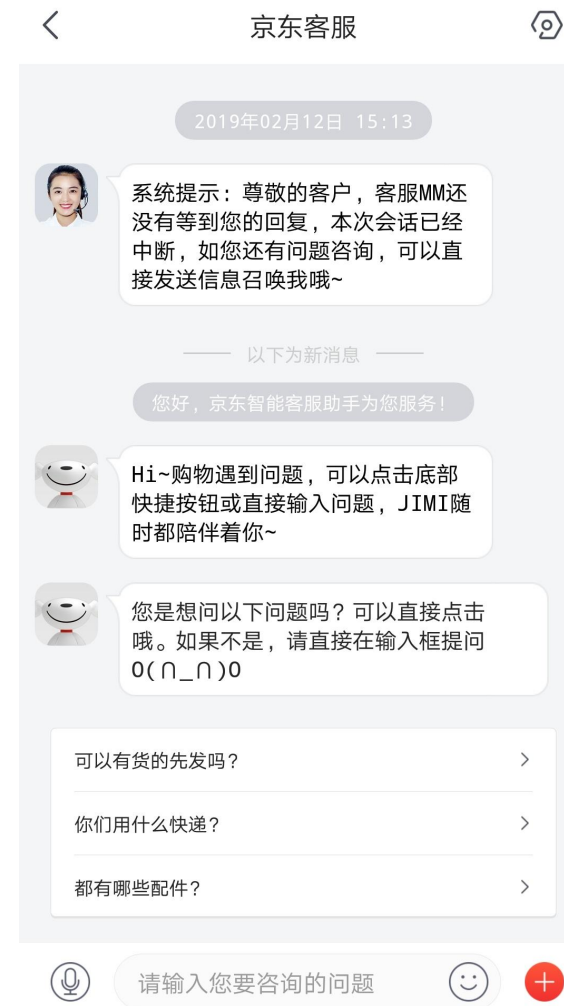 京东客服
2019年02月12日 15:13
系统提示：尊敬的客户，客服MM还
没有等到您的回复，本次会话已经
中断，如您还有问题咨询，可以直
接发送信息召唤我哦~
以下为新消息
您好，京东智能客服助手为您服务！
Hi~购物遇到问题，可以点击底部
快捷按钮或直接输入问题，JIMI随
时都陪伴着你~
您是想问以下问题吗？可以直接点击
哦。如果不是，请直接在输入框提问
O(∩_∩)O
可以有货的先发吗?
你们用什么快递?
都有哪些配件?
请输入您要咨询的问题